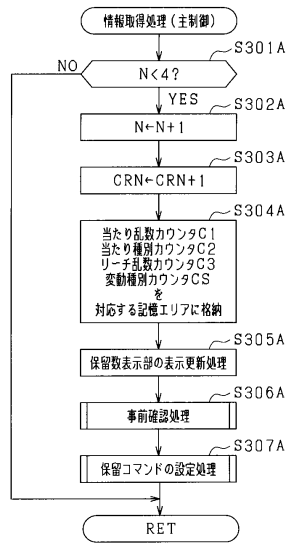 情報取得処理(主制御)
S301A
NO
N<4?
YES
S302A
N←N+1
S303A
CRN←CRN+1
S304A
当たり乱数カウンタC1
当たり種別カウンタC2
リーチ乱数カウンタC3
変動種別カウンタCS
を
対応する記憶エリアに格納
S305A
保留数表示部の表示更新処理
S306A
事前確認処理
S307A
保留コマンドの設定処理
RET